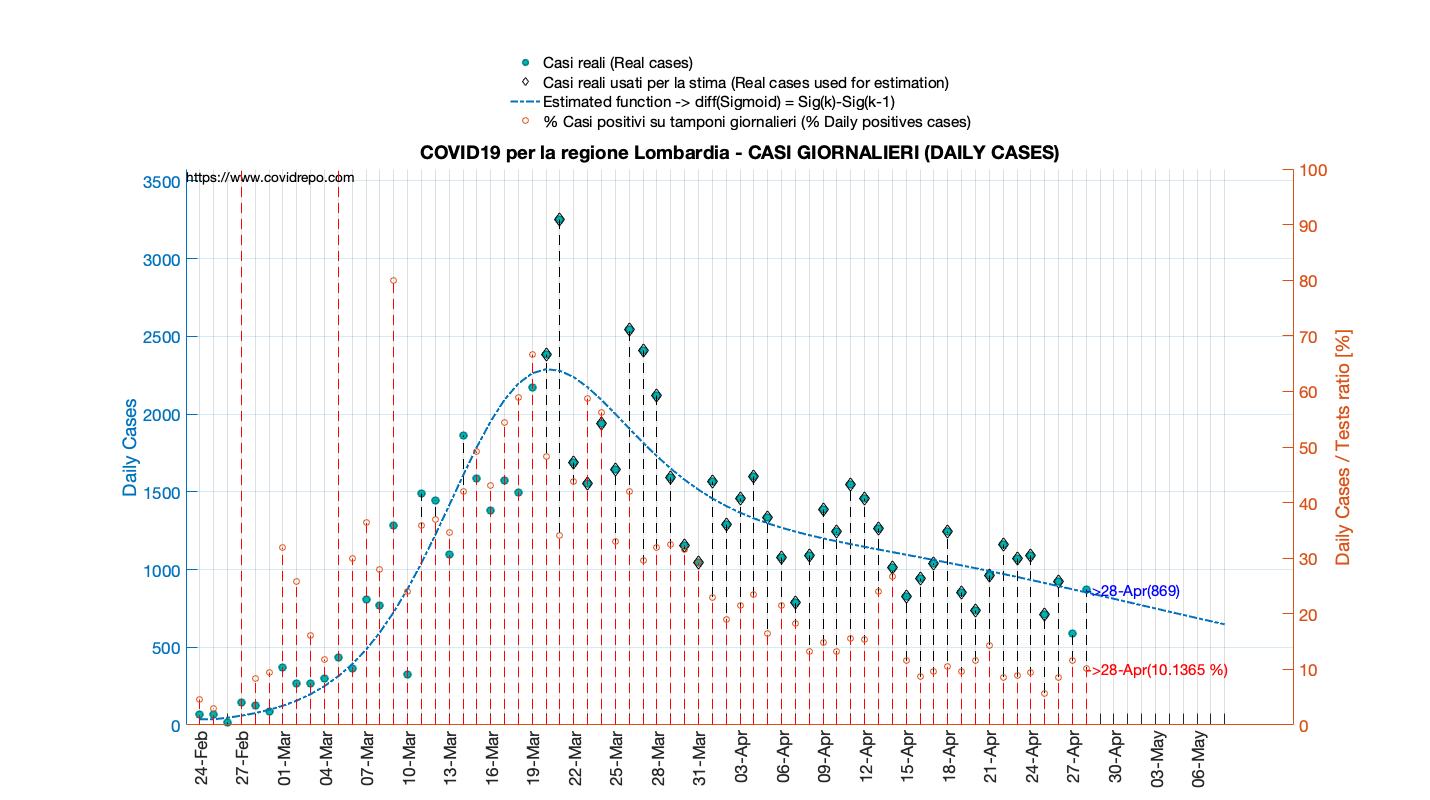 Casi reali (Real cases)
Casi reali usati per la stima (Real cases used for estimation)
Estimated function -> diff(Sigmoid) = Sig(k)-Sig(k-1)
% Casi positivi su tamponi giornalieri (% Daily positives cases)
COVID19 per la regione Lombardia - CASI GIORNALIERI (DAILY CASES)
https://www.covidrepo.com
3500
3000
2500
2000
1500
1000
500
0
Daily Cases
100
90
80
70
60
50
40
30
20
10
0
Daily Cases / Tests ratio [%]
->28-Apr(869)
->28-Apr(10.1365 %)
24-Feb
27-Feb
01-Mar
04-Mar
07-Mar
10-Mar
13-Mar
16-Mar
19-Mar
22-Mar
25-Mar
28-Mar
31-Mar
03-Apr
06-Apr
09-Apr
12-Apr
15-Apr
18-Apr
21-Apr
24-Apr
27-Apr
30-Apr
03-May
06-May